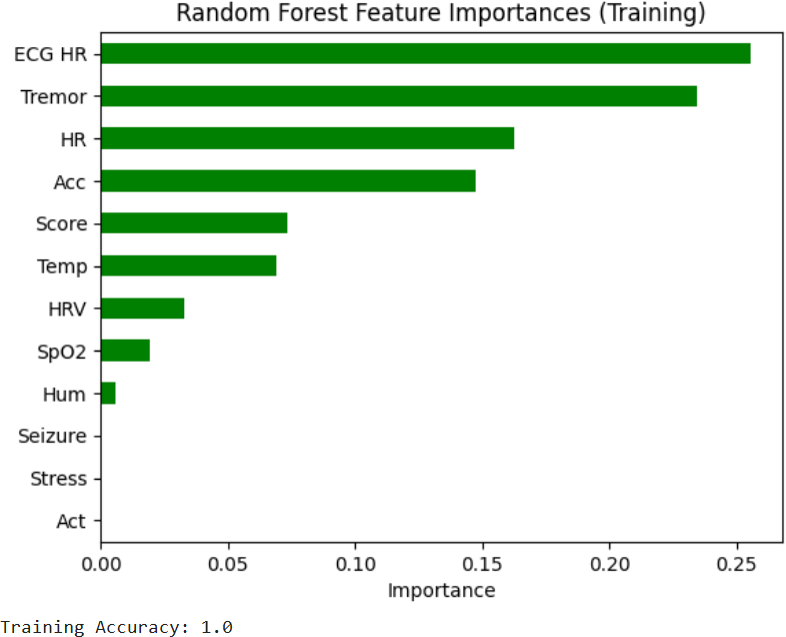 Random Forest Feature Importances (Training)
ECG HR
Tremor
HR
Acc
Score
Temp
HRV
SpO2
Hum
Seizure
Stress
Act
0.00 0.05 0.10 0.15 0.20 0.25
Importance
Training Accuracy: 1.0